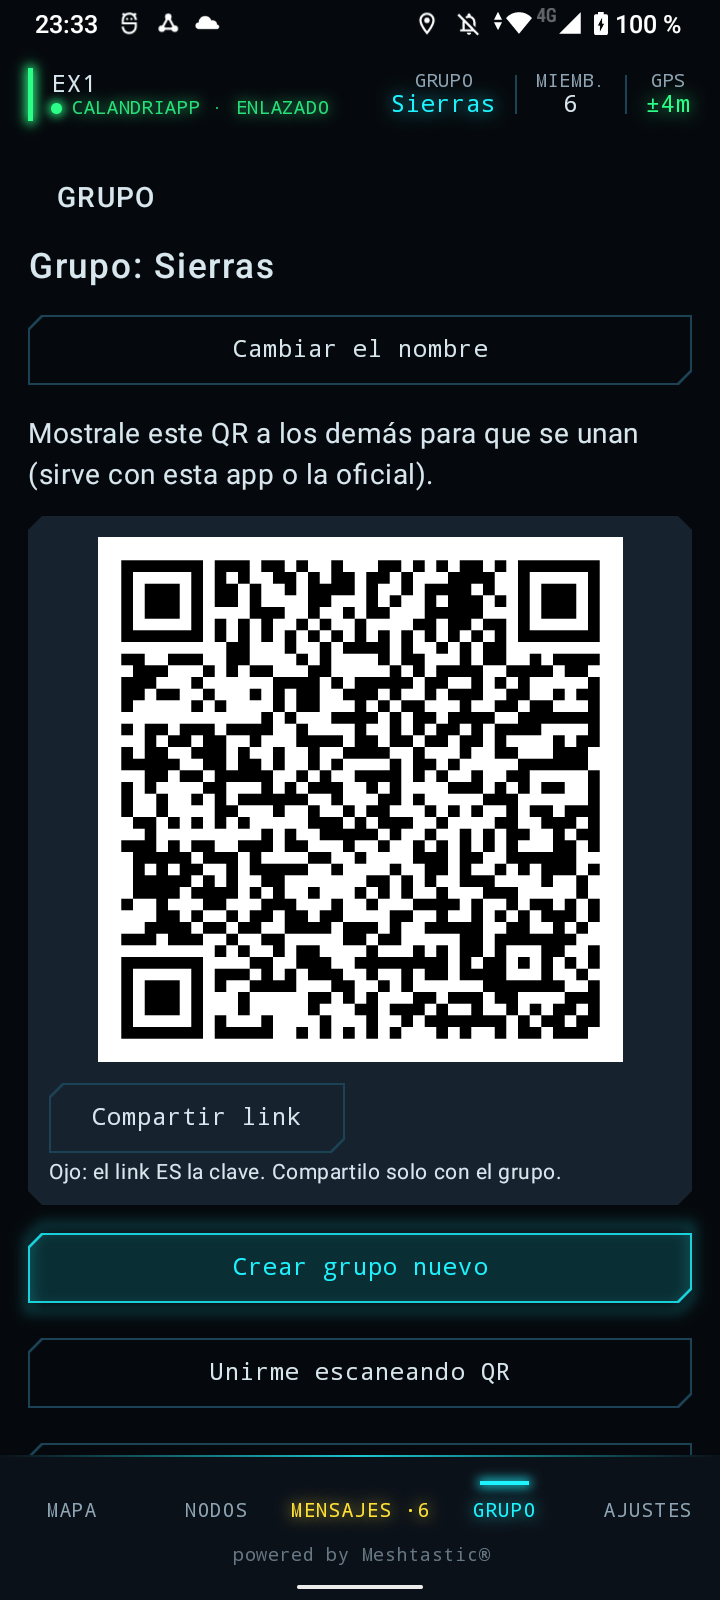 23:33
4G
100 %
EX1
CALANDRIAPP · ENLAZADO
GRUPO
Sierras
MIEMB.
6
GPS
±4m
GRUPO
Grupo: Sierras
Cambiar el nombre
Mostrale este QR a los demás para que se unan
(sirve con esta app o la oficial).
Compartir link
Ojo: el link ES la clave. Compartilo solo con el grupo.
Crear grupo nuevo
Unirme escaneando QR
MAPA
NODOS
MENSAJES ·6
GRUPO
AJUSTES
powered by Meshtastic®